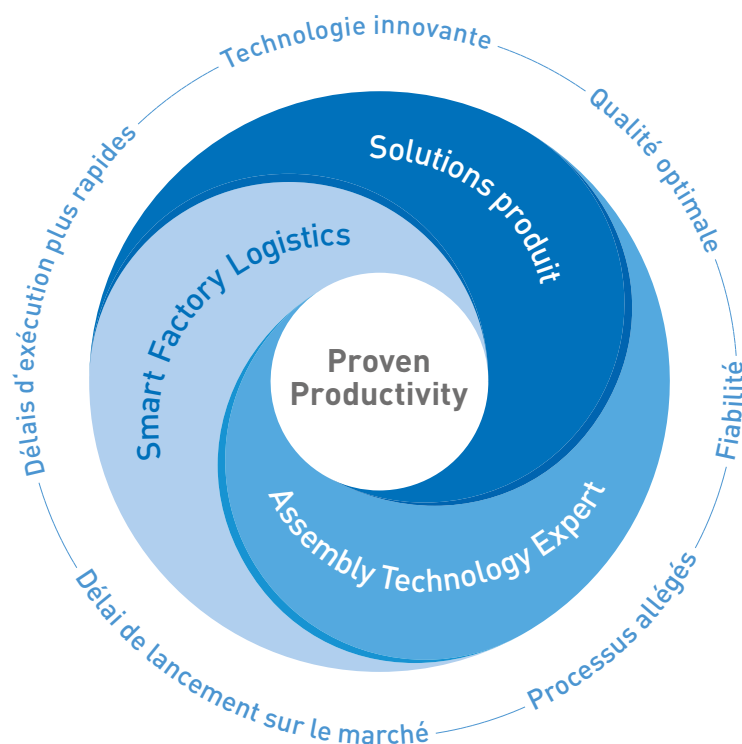 Technologie innovante
Qualité optimale
Fiabilité
Processus allégés
Délai de lancement sur le marché
Délais d‘exécution plus rapides
Solutions produit
Smart Factory Logistics
Assembly Technology Expert
Proven
Productivity